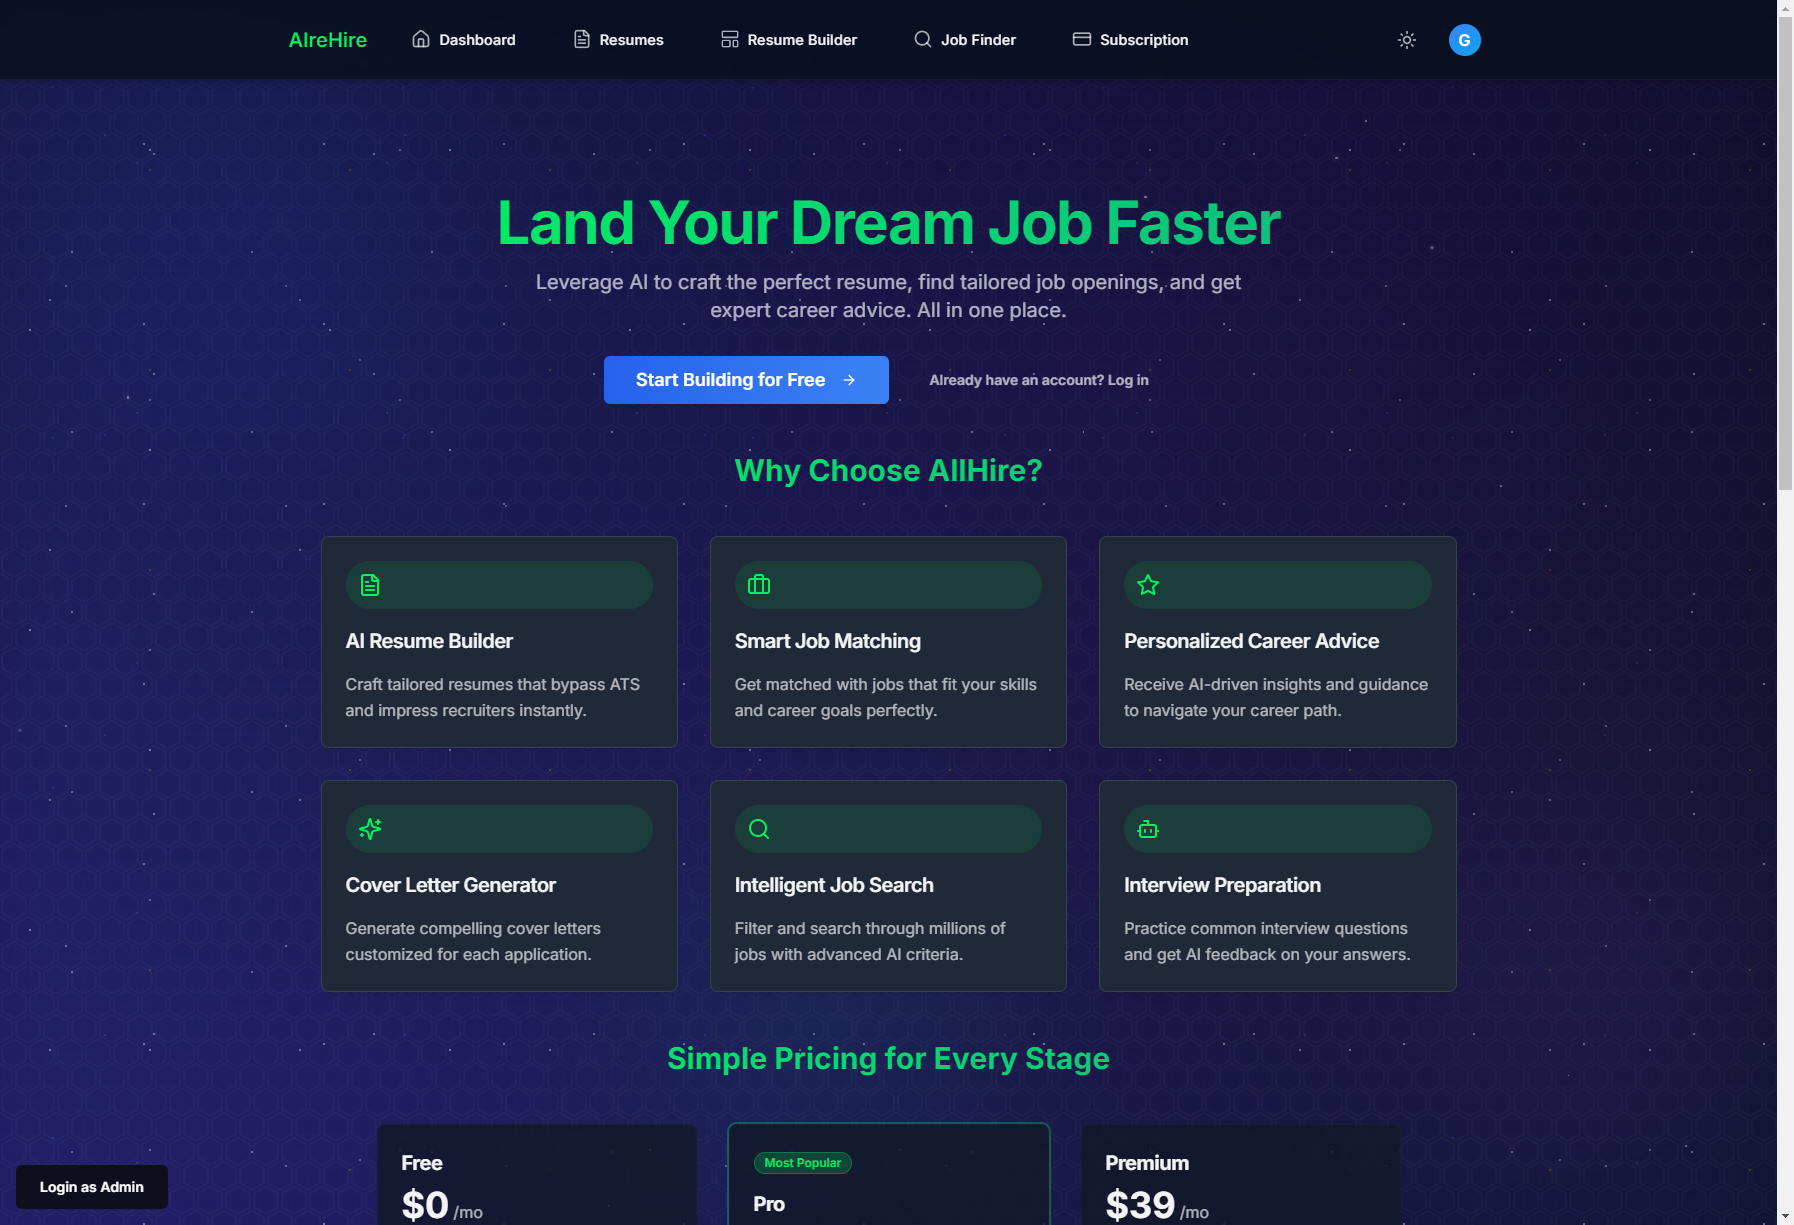 AIreHire
Dashboard
Resumes
Resume Builder
Job Finder
Subscription
G
Land Your Dream Job Faster
Leverage AI to craft the perfect resume, find tailored job openings, and get
expert career advice. All in one place.
Start Building for Free
Already have an account? Log in
Why Choose AllHire?
AI Resume Builder
Craft tailored resumes that bypass ATS
and impress recruiters instantly.
Smart Job Matching
Get matched with jobs that fit your skills
and career goals perfectly.
Personalized Career Advice
Receive AI-driven insights and guidance
to navigate your career path.
Cover Letter Generator
Generate compelling cover letters
customized for each application.
Intelligent Job Search
Filter and search through millions of
jobs with advanced AI criteria.
Interview Preparation
Practice common interview questions
and get AI feedback on your answers.
Simple Pricing for Every Stage
Free
$0 /mo
Most Popular
Pro
Premium
$39 /mo
Login as Admin